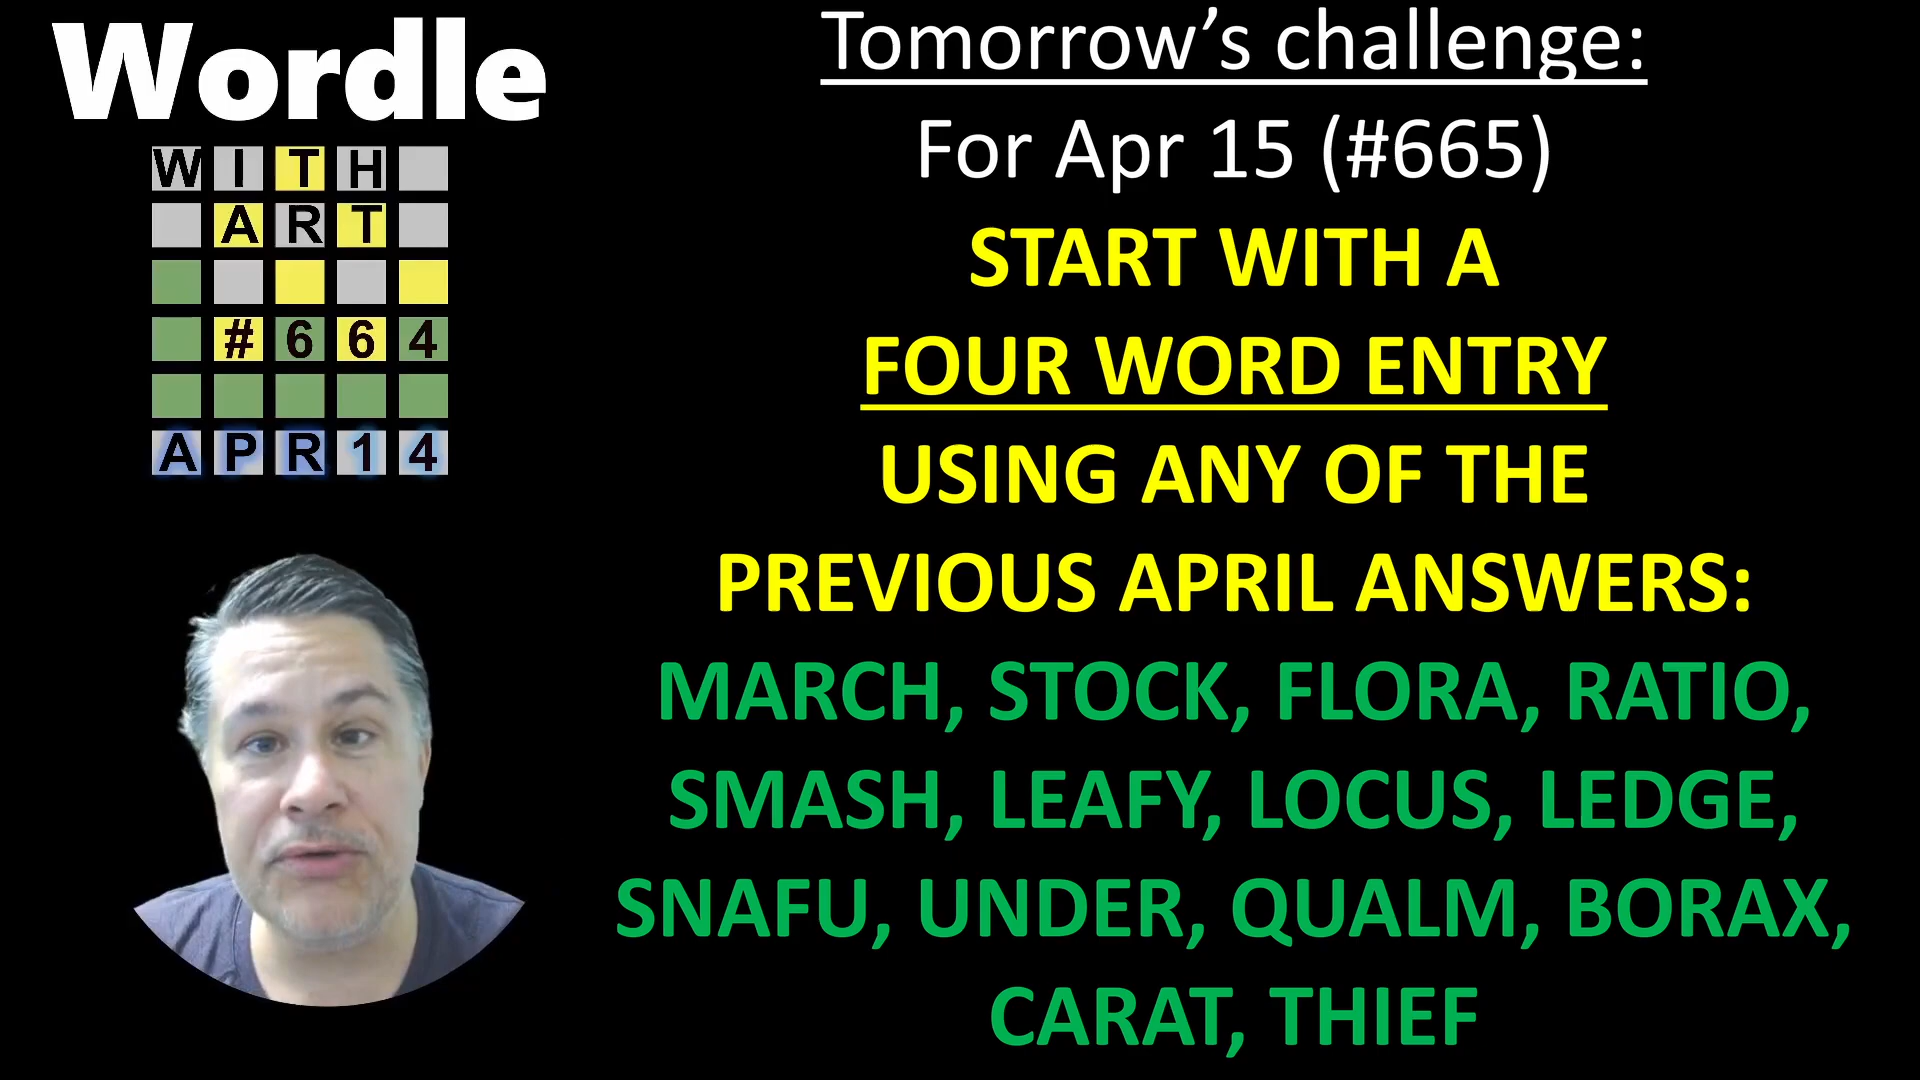 Wordle
WITH
ART
#664
APR14
Tomorrow’s challenge:
For Apr 15 (#665)
START WITH A
FOUR WORD ENTRY
USING ANY OF THE
PREVIOUS APRIL ANSWERS:
MARCH, STOCK, FLORA, RATIO,
SMASH, LEAFY, LOCUS, LEDGE,
SNAFU, UNDER, QUALM, BORAX,
CARAT, THIEF